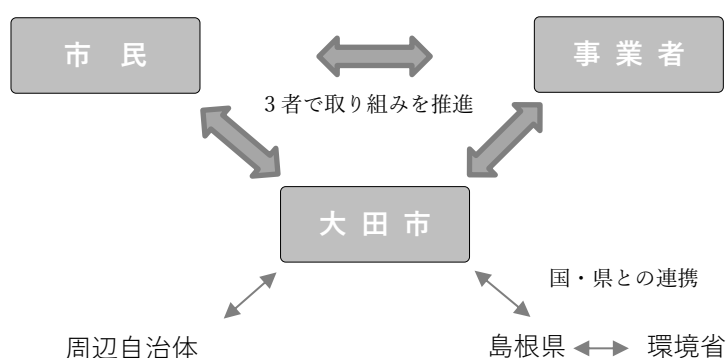 市 民
事 業 者
３者で取り組みを推進
大 田 市
国・県との連携
周辺自治体
島根県 環境省